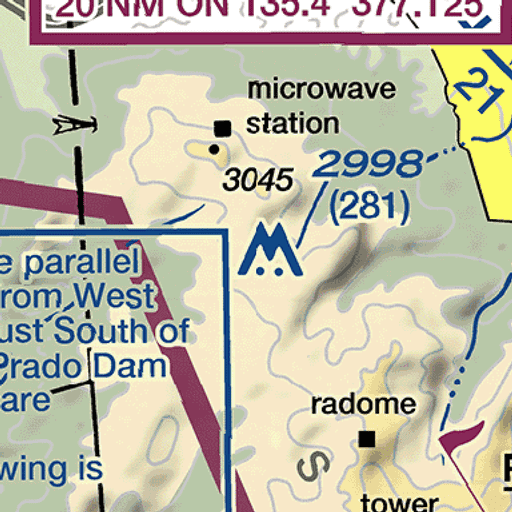 20 NM ON 135.4 377.125
21
microwave
station
3045
2998
(281)
e parallel
rom West
ust South of
Prado Dam
are
radome
wing is
S
tower